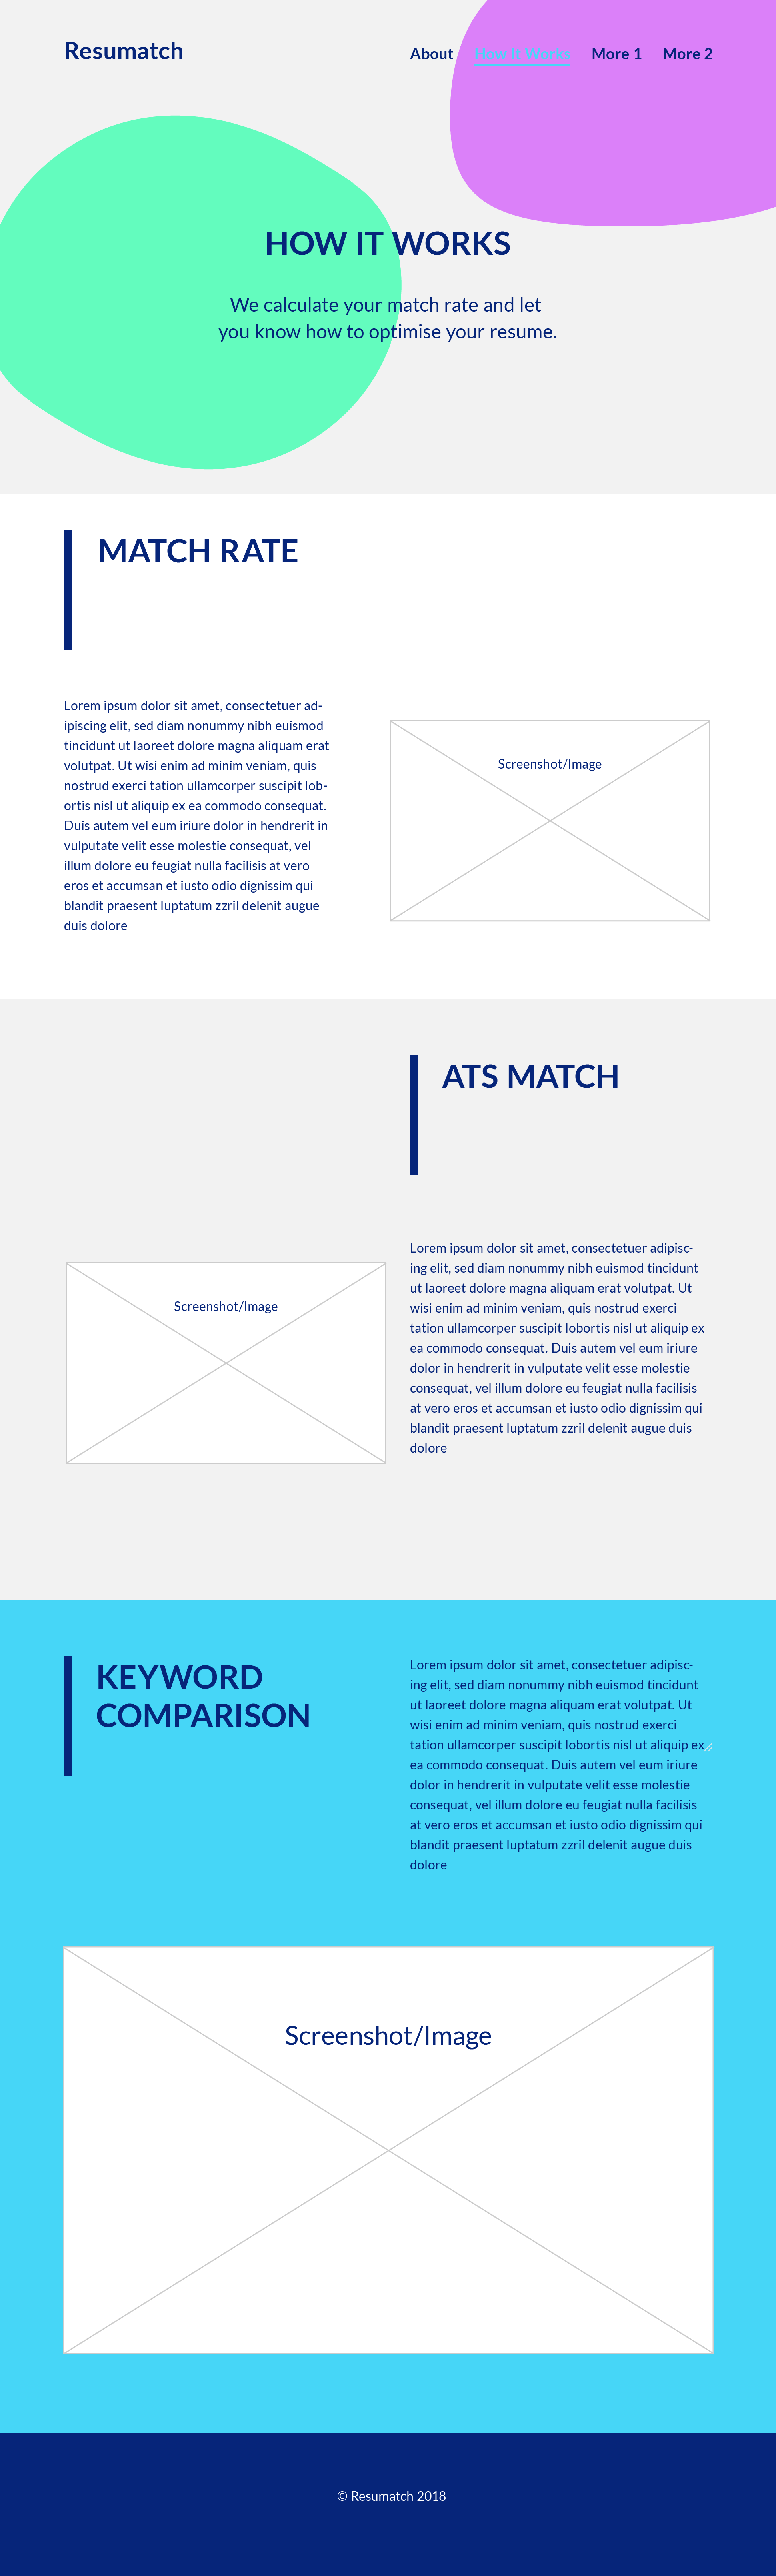 Resumatch
About How It Works More 1 More 2
HOW IT WORKS
We calculate your match rate and let
you know how to optimise your resume.
MATCH RATE
Lorem ipsum dolor sit amet, consectetuer ad-
ipiscing elit, sed diam nonummy nibh euismod
tincidunt ut laoreet dolore magna aliquam erat
volutpat. Ut wisi enim ad minim veniam, quis
nostrud exerci tation ullamcorper suscipit lob-
ortis nisl ut aliquip ex ea commodo consequat.
Duis autem vel eum iriure dolor in hendrerit in
vulputate velit esse molestie consequat, vel
illum dolore eu feugiat nulla facilisis at vero
eros et accumsan et iusto odio dignissim qui
blandit praesent luptatum zzril delenit augue
duis dolore
Screenshot/Image
ATS MATCH
Screenshot/Image
Lorem ipsum dolor sit amet, consectetuer adipisc-
ing elit, sed diam nonummy nibh euismod tincidunt
ut laoreet dolore magna aliquam erat volutpat. Ut
wisi enim ad minim veniam, quis nostrud exerci
tation ullamcorper suscipit lobortis nisl ut aliquip ex
ea commodo consequat. Duis autem vel eum iriure
dolor in hendrerit in vulputate velit esse molestie
consequat, vel illum dolore eu feugiat nulla facilisis
at vero eros et accumsan et iusto odio dignissim qui
blandit praesent luptatum zzril delenit augue duis
dolore
KEYWORD
COMPARISON
Lorem ipsum dolor sit amet, consectetuer adipisc-
ing elit, sed diam nonummy nibh euismod tincidunt
ut laoreet dolore magna aliquam erat volutpat. Ut
wisi enim ad minim veniam, quis nostrud exerci
tation ullamcorper suscipit lobortis nisl ut aliquip ex
ea commodo consequat. Duis autem vel eum iriure
dolor in hendrerit in vulputate velit esse molestie
consequat, vel illum dolore eu feugiat nulla facilisis
at vero eros et accumsan et iusto odio dignissim qui
blandit praesent luptatum zzril delenit augue duis
dolore
Screenshot/Image
© Resumatch 2018